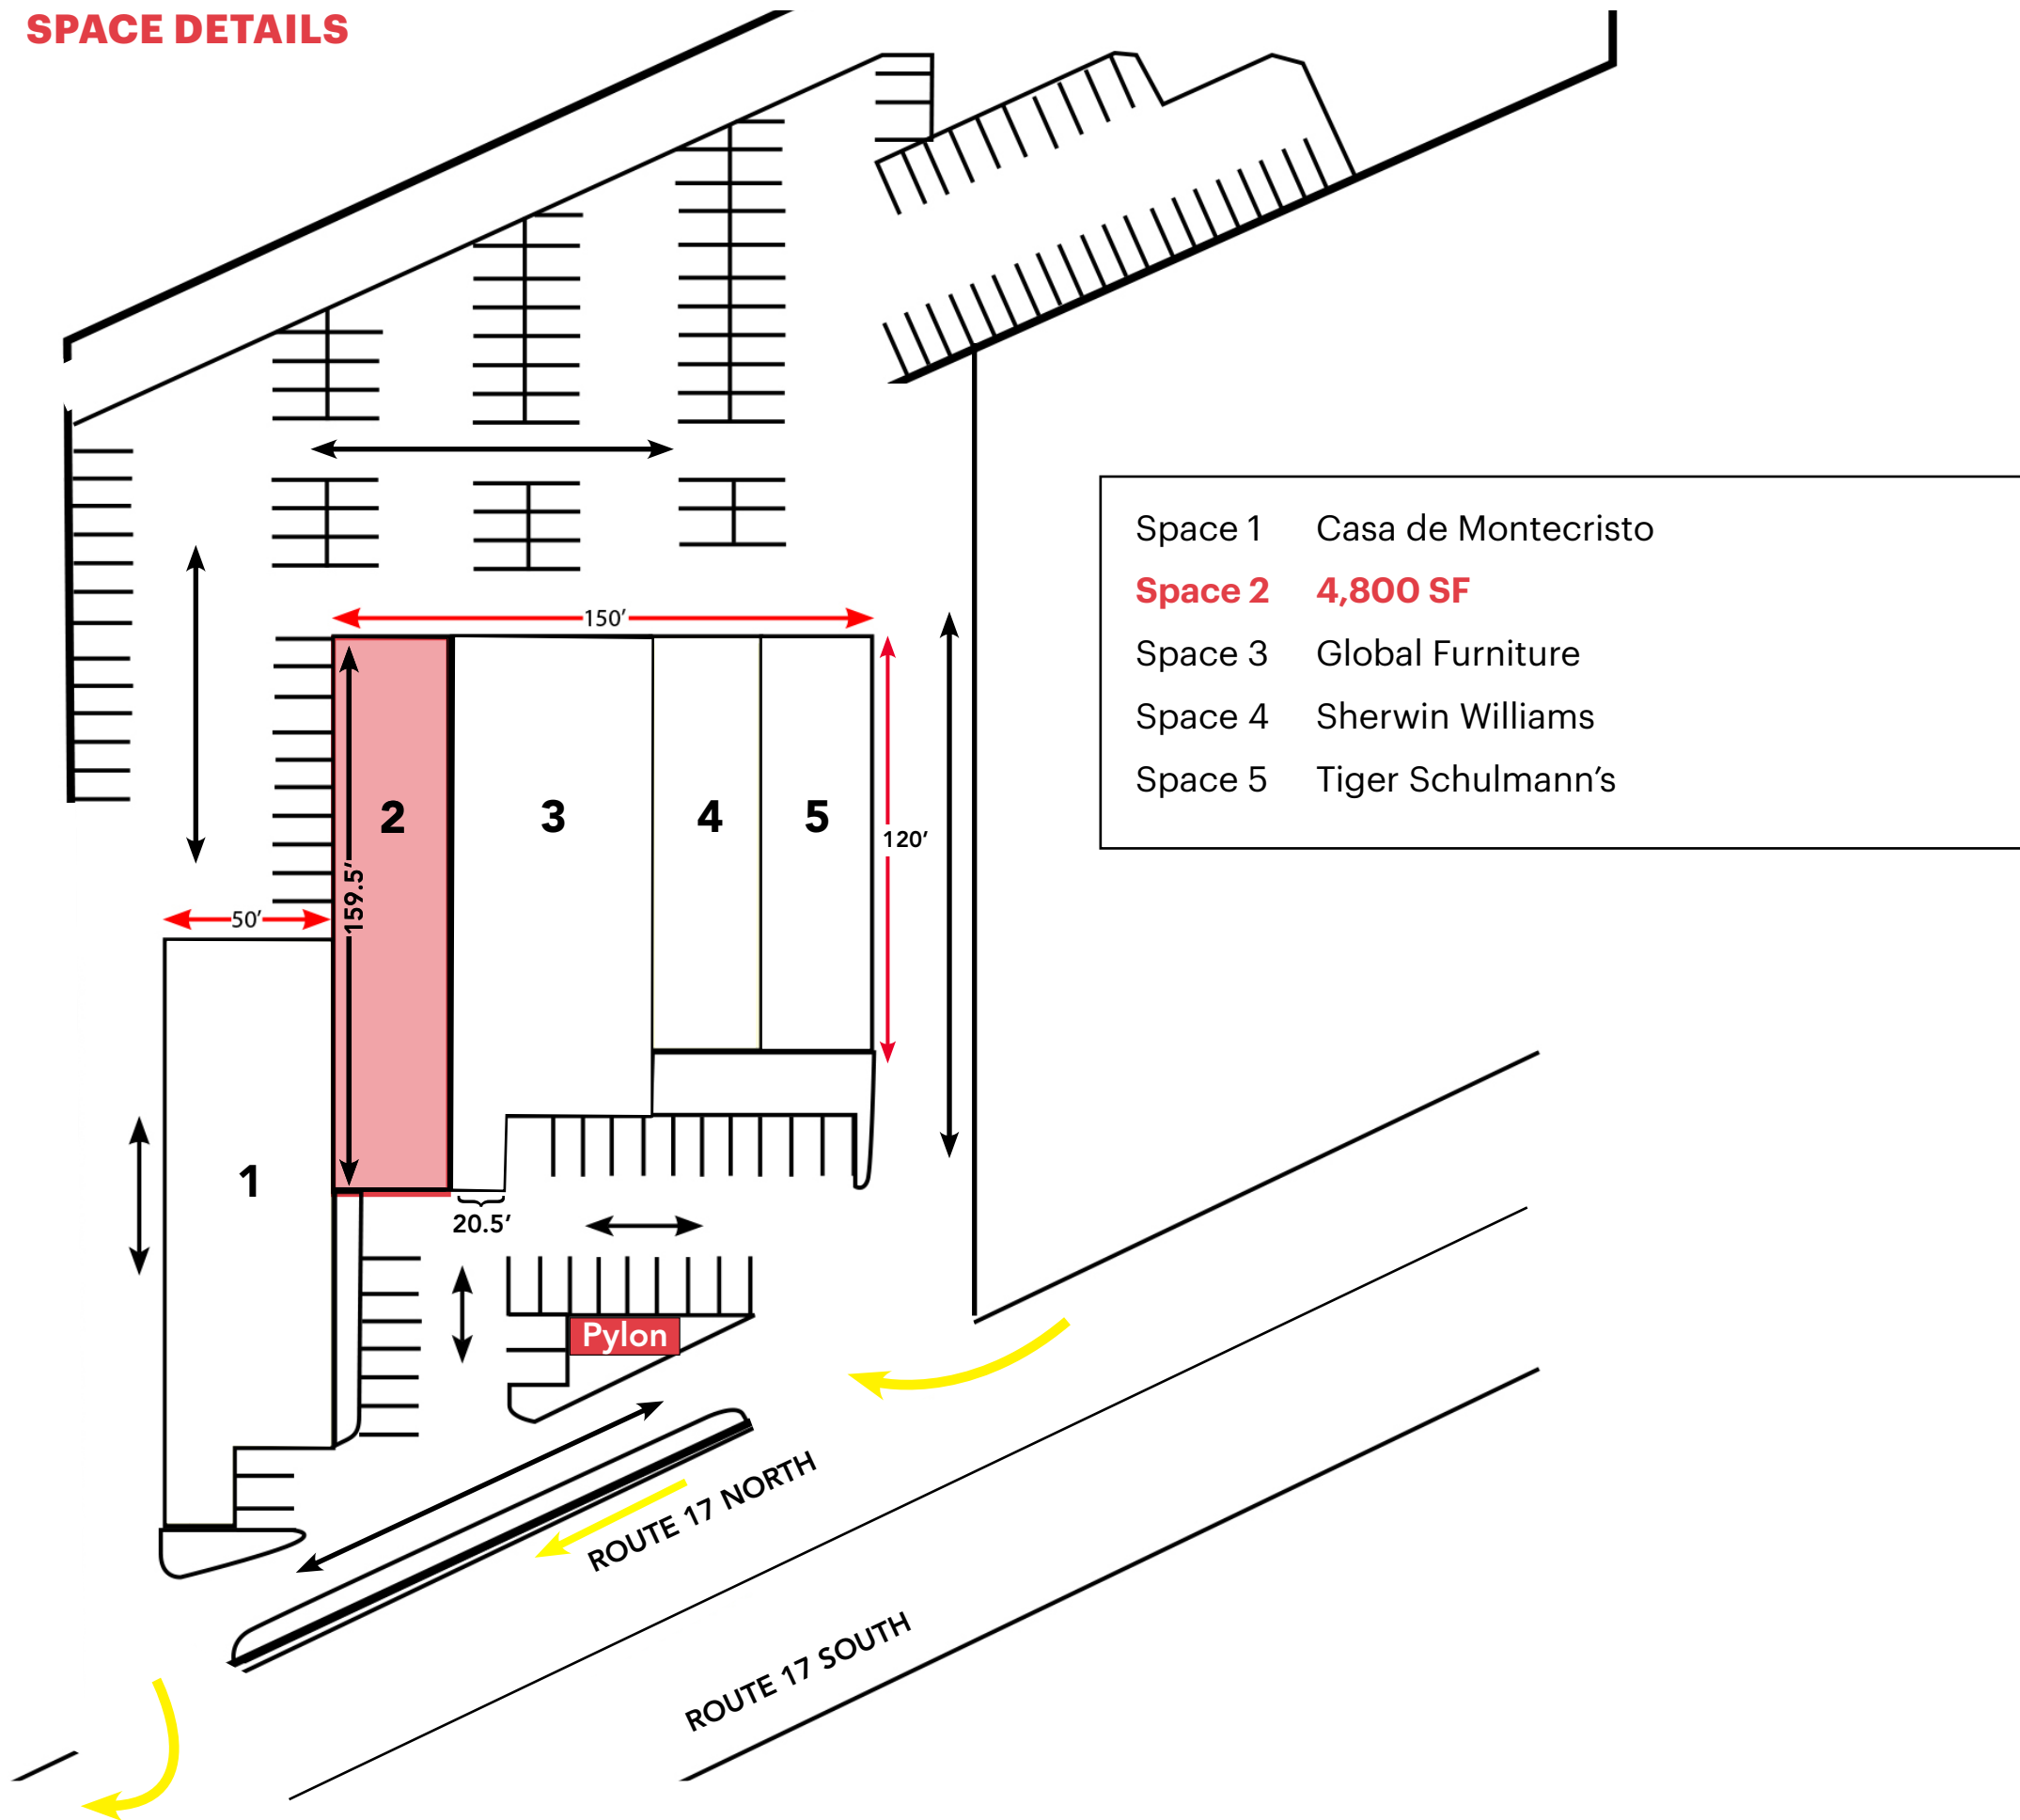 SPACE DETAILS
Space 1 Casa de Montecristo
Space 2 4,800 SF
Space 3 Global Furniture
Space 4 Sherwin Williams
Space 5 Tiger Schulmann’s
150’
2
3
4
5
120’
159.5’
50’
1
20.5’
Pylon
ROUTE 17 NORTH
ROUTE 17 SOUTH